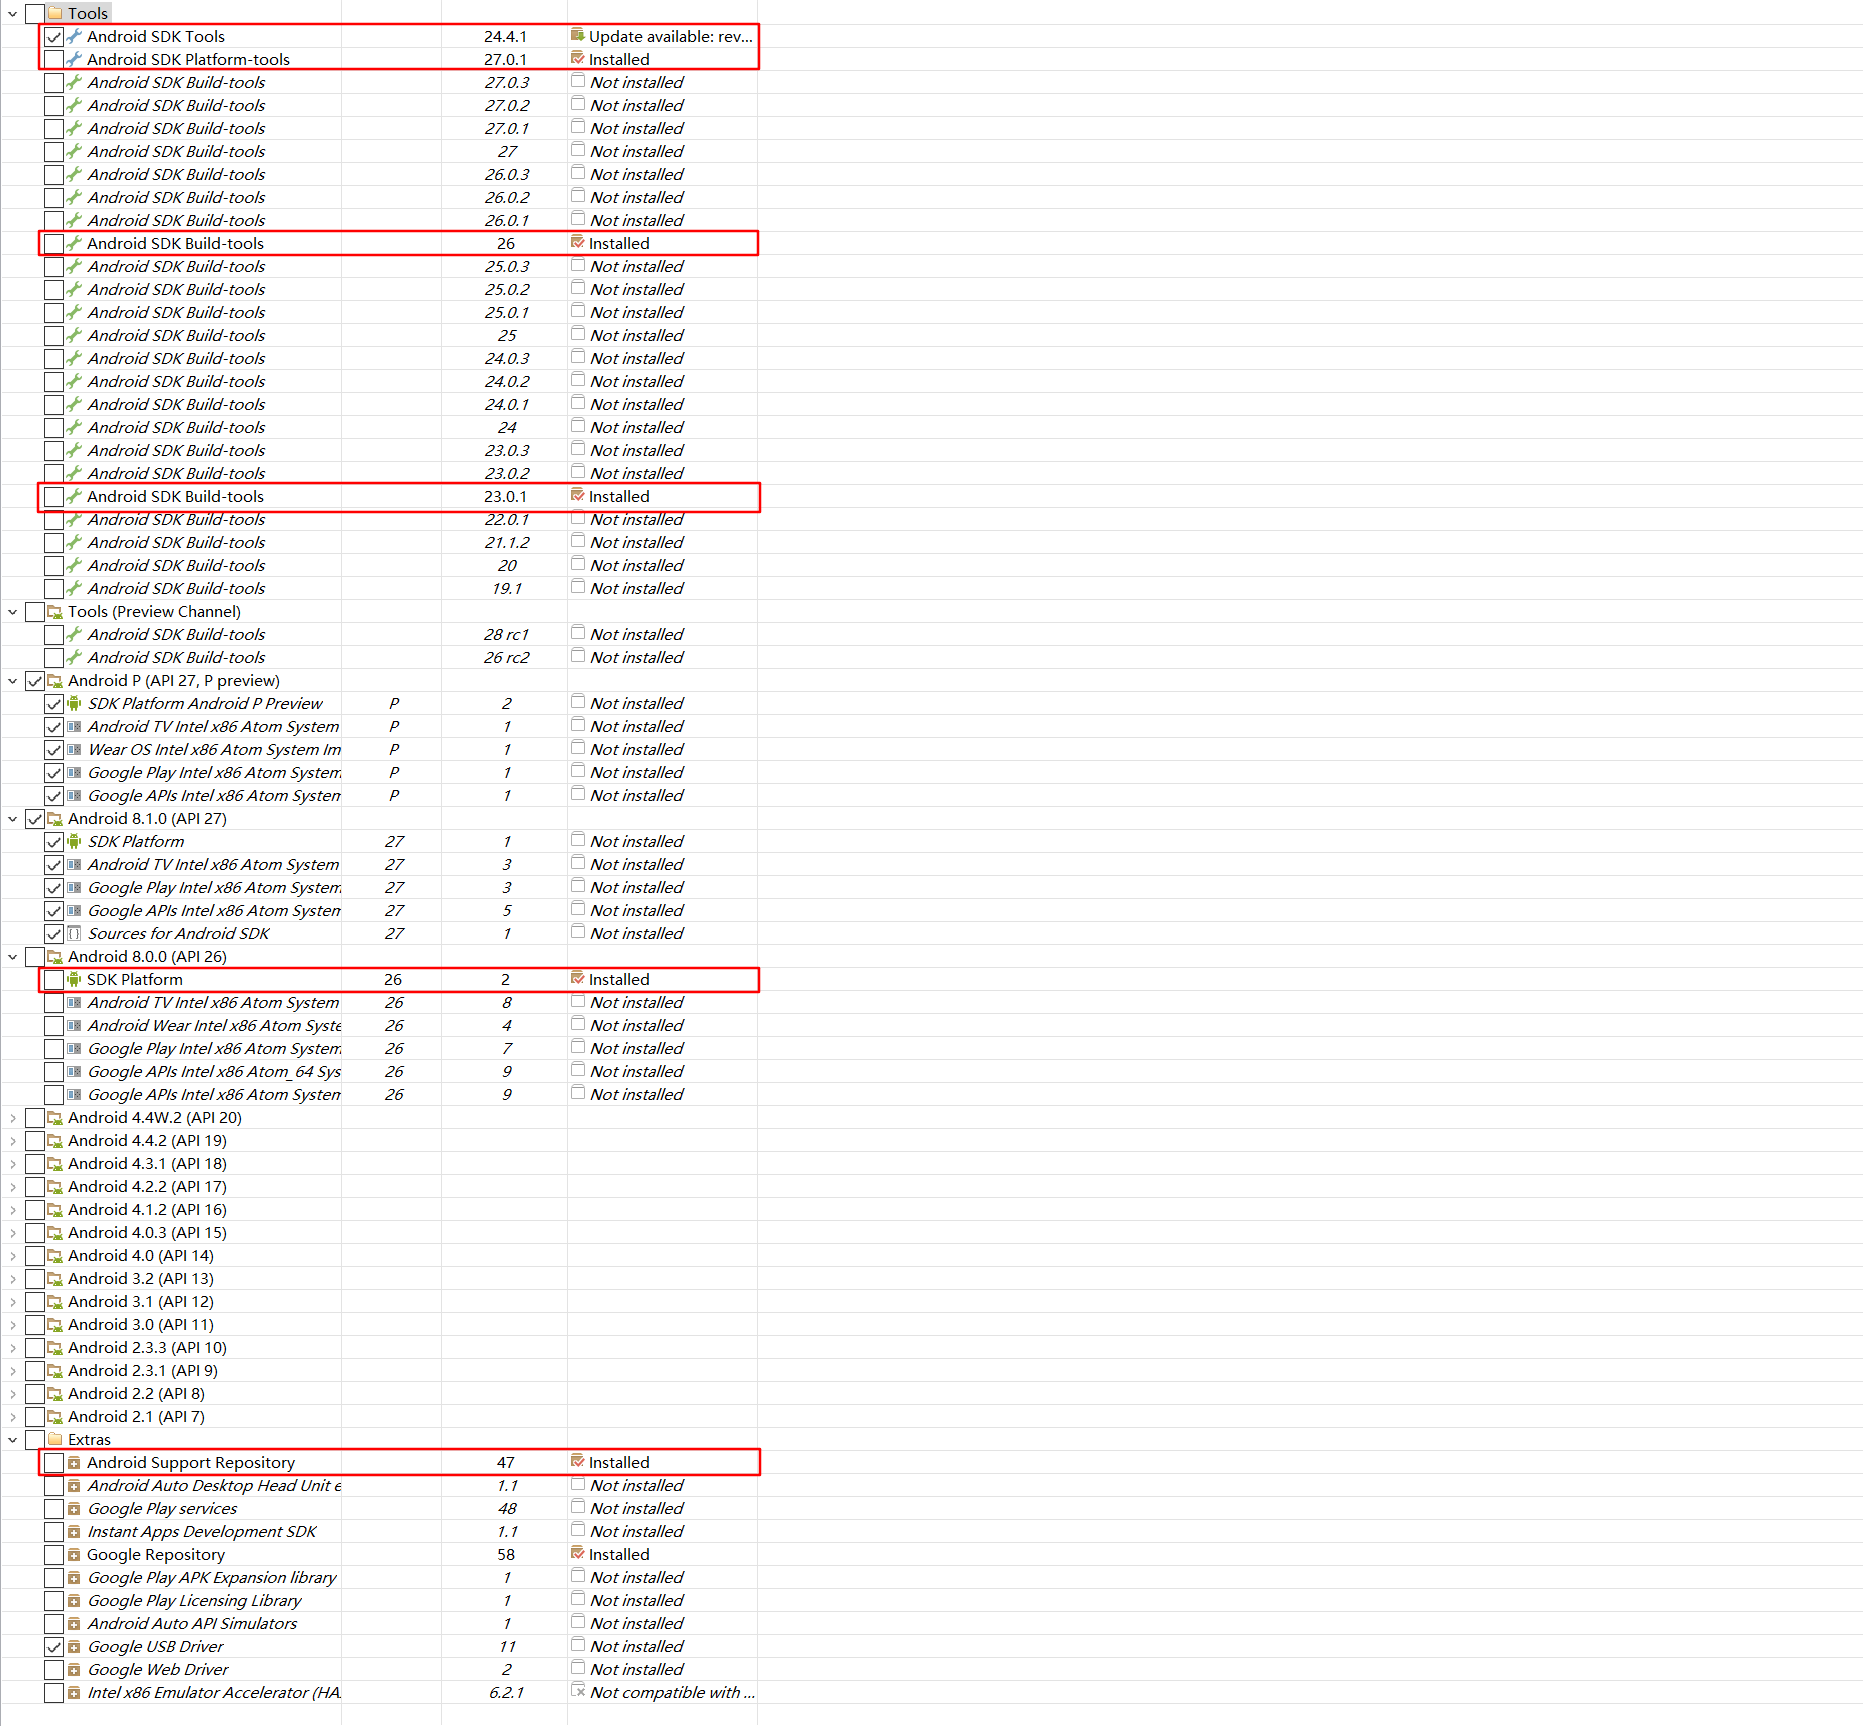 Tools
Android SDK Tools 24.4.1 Update available: rev...
Android SDK Platform-tools 27.0.1 Installed
Android SDK Build-tools 27.0.3 Not installed
Android SDK Build-tools 27.0.2 Not installed
Android SDK Build-tools 27.0.1 Not installed
Android SDK Build-tools 27 Not installed
Android SDK Build-tools 26.0.3 Not installed
Android SDK Build-tools 26.0.2 Not installed
Android SDK Build-tools 26.0.1 Not installed
Android SDK Build-tools 26 Installed
Android SDK Build-tools 25.0.3 Not installed
Android SDK Build-tools 25.0.2 Not installed
Android SDK Build-tools 25.0.1 Not installed
Android SDK Build-tools 25 Not installed
Android SDK Build-tools 24.0.3 Not installed
Android SDK Build-tools 24.0.2 Not installed
Android SDK Build-tools 24.0.1 Not installed
Android SDK Build-tools 24 Not installed
Android SDK Build-tools 23.0.3 Not installed
Android SDK Build-tools 23.0.2 Not installed
Android SDK Build-tools 23.0.1 Installed
Android SDK Build-tools 22.0.1 Not installed
Android SDK Build-tools 21.1.2 Not installed
Android SDK Build-tools 20 Not installed
Android SDK Build-tools 19.1 Not installed
Tools (Preview Channel)
Android SDK Build-tools 28 rc1 Not installed
Android SDK Build-tools 26 rc2 Not installed
Android P (API 27, P preview)
SDK Platform Android P Preview P 2 Not installed
Android TV Intel x86 Atom System P 1 Not installed
Wear OS Intel x86 Atom System Im P 1 Not installed
Google Play Intel x86 Atom System P 1 Not installed
Google APIs Intel x86 Atom System P 1 Not installed
Android 8.1.0 (API 27)
SDK Platform 27 1 Not installed
Android TV Intel x86 Atom System 27 3 Not installed
Google Play Intel x86 Atom System 27 3 Not installed
Google APIs Intel x86 Atom System 27 5 Not installed
Sources for Android SDK 27 1 Not installed
Android 8.0.0 (API 26)
SDK Platform 26 2 Installed
Android TV Intel x86 Atom System 26 8 Not installed
Android Wear Intel x86 Atom Syste 26 4 Not installed
Google Play Intel x86 Atom System 26 7 Not installed
Google APIs Intel x86 Atom_64 Sys 26 9 Not installed
Google APIs Intel x86 Atom System 26 9 Not installed
Android 4.4W.2 (API 20)
Android 4.4.2 (API 19)
Android 4.3.1 (API 18)
Android 4.2.2 (API 17)
Android 4.1.2 (API 16)
Android 4.0.3 (API 15)
Android 4.0 (API 14)
Android 3.2 (API 13)
Android 3.1 (API 12)
Android 3.0 (API 11)
Android 2.3.3 (API 10)
Android 2.3.1 (API 9)
Android 2.2 (API 8)
Android 2.1 (API 7)
Extras
Android Support Repository 47 Installed
Android Auto Desktop Head Unit e 1.1 Not installed
Google Play services 48 Not installed
Instant Apps Development SDK 1.1 Not installed
Google Repository 58 Installed
Google Play APK Expansion library 1 Not installed
Google Play Licensing Library 1 Not installed
Android Auto API Simulators 1 Not installed
Google USB Driver 11 Not installed
Google Web Driver 2 Not installed
Intel x86 Emulator Accelerator (HA 6.2.1 Not compatible with ...